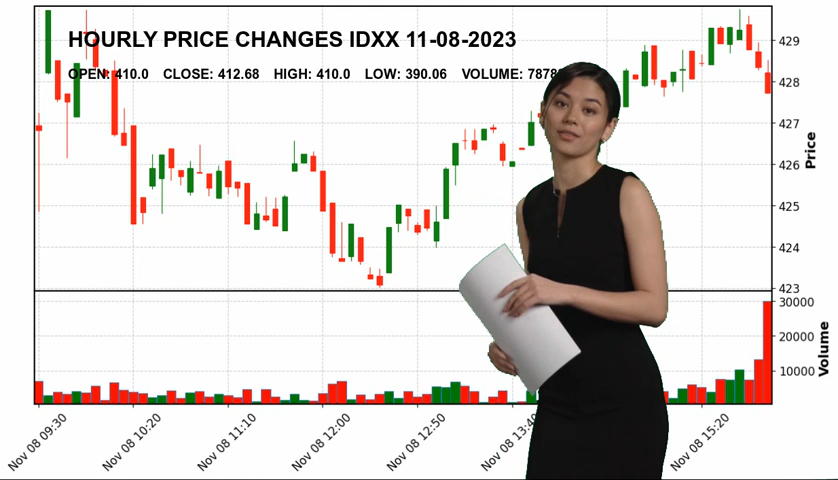 HOURLY PRICE CHANGES IDXX 11-08-2023
OPEN: 410.0 CLOSE: 412.68 HIGH: 410.0 LOW: 390.06 VOLUME: 7878
429
428
427
426
425
424
423
Price
30000
20000
10000
Volume
Nov 08 09:30
Nov 08 10:20
Nov 08 11:10
Nov 08 12:00
Nov 08 12:50
Nov 08 13:40
Nov 08 15:20